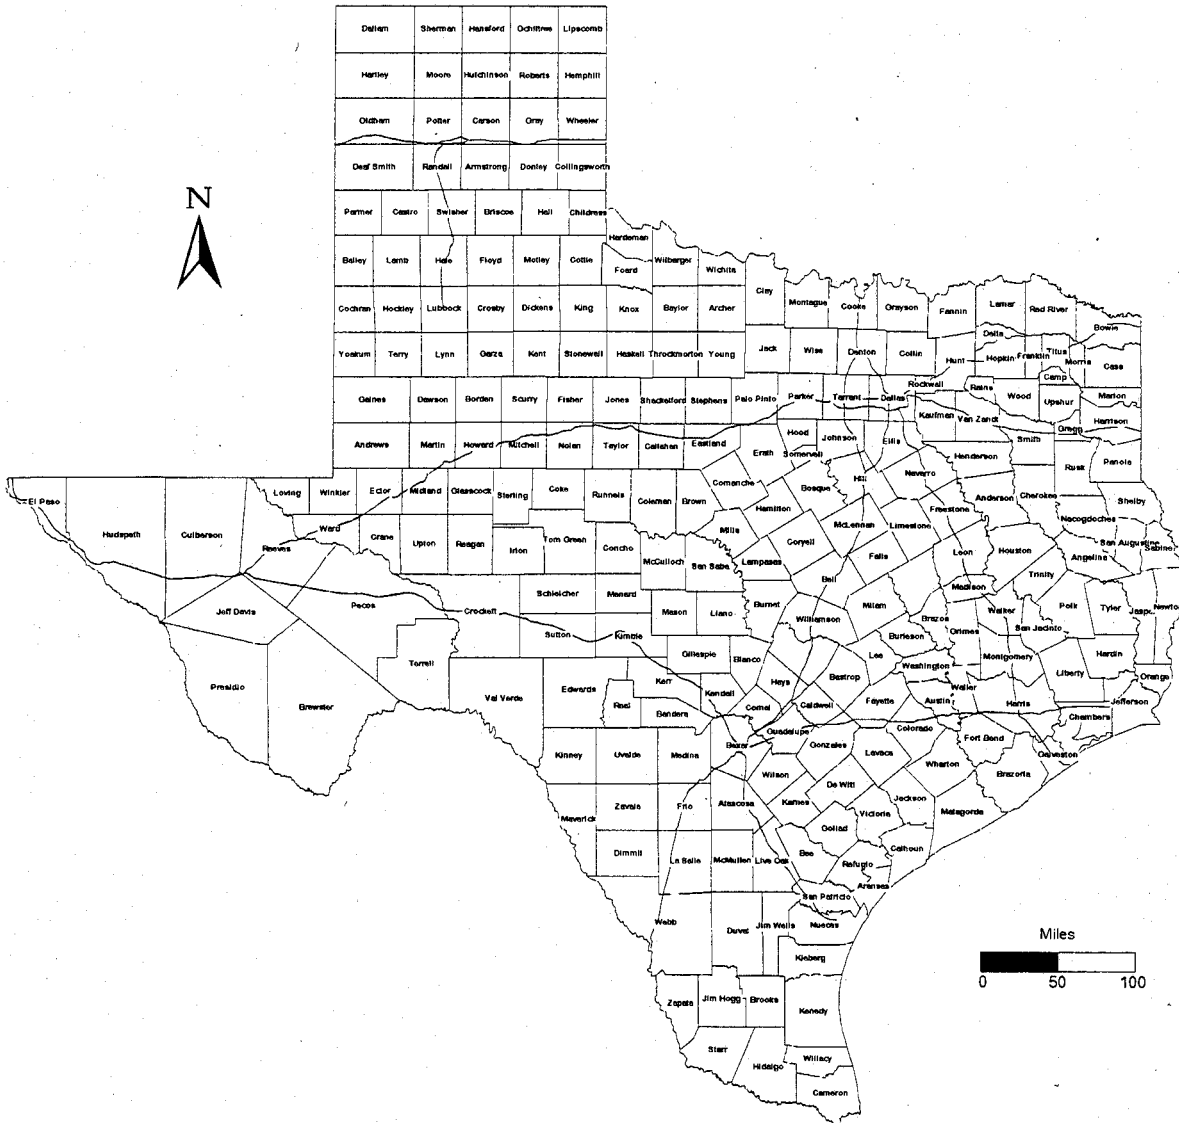 Dallam Sherman Hansford Ochiltree Lipscomb
Hartley Moore Hutchinson Roberts Hemphill
Oldham Potter Carson Gray Wheeler
Deaf Smith Randall Armstrong Donley Collingsworth
N
Parmer Castro Swisher Briscoe Hall Childress
Hardeman
Bailey Lamb Hale Floyd Motley Cottle Foard Wilbarger Wichita
Clay Montague Cooke Grayson Fannin Lamar Red River Bowie
Cochran Hockley Lubbock Crosby Dickens King Knox Baylor Archer
Delta Titus
Yoakum Terry Lynn Garza Kent Stonewall Haskell Throckmorton Young Jack Wise Denton Collin Hunt Hopkin Franklin Morris Cass
Rockwall Rains Camp
Gaines Dawson Borden Scurry Fisher Jones Shackelford Stephens Palo Pinto Parker Tarrant Dallas Kaufman Van Zandt Wood Upshur Marion
Harrison
Gregg
Andrews Martin Howard Mitchell Nolan Taylor Callahan Eastland Erath Hood Somervell Johnson Ellis Henderson Smith Rusk Panola
El Paso Hudspeth Culberson Loving Winkler Ector Midland Glasscock Sterling Coke Runnels Coleman Brown Comanche Bosque Hill Navarro Anderson Cherokee Shelby
Hamilton Freestone Nacogdoches
Reeves Ward Crane Upton Reagan Irion Tom Green Concho Mills McLennan Limestone San Augustine Sabine
McCulloch San Saba Lampasas Coryell Falls Leon Houston Angelina
Bell Madison Trinity
Jeff Davis Pecos Crockett Schleicher Menard Mason Llano Burnet Williamson Milam Brazos Grimes Walker San Jacinto Polk Tyler Jaspe Newto
Sutton Kimble Burleson
Terrell Gillespie Blanco Lee Washington Montgomery Liberty Hardin
Presidio Brewster Val Verde Edwards Kerr Kendall Hays Bastrop Waller Orange
Real Bandera Comal Caldwell Fayette Austin Harris Jefferson
Chambers
Kinney Uvalde Medina Bexar Guadalupe Gonzales Lavaca Colorado Fort Bend Galveston
Wilson Wharton Brazoria
Maverick Zavala Frio Atascosa Karnes De Witt Jackson Matagorda
Goliad Victoria
Dimmit La Salle McMullen Live Oak Bee Refugio Calhoun
Aransas
San Patricio
Webb Duval Jim Wells Nueces
Kleberg
Miles
0 50 100
Zapata Jim Hogg Brooks Kenedy
Starr Hidalgo Willacy
Cameron